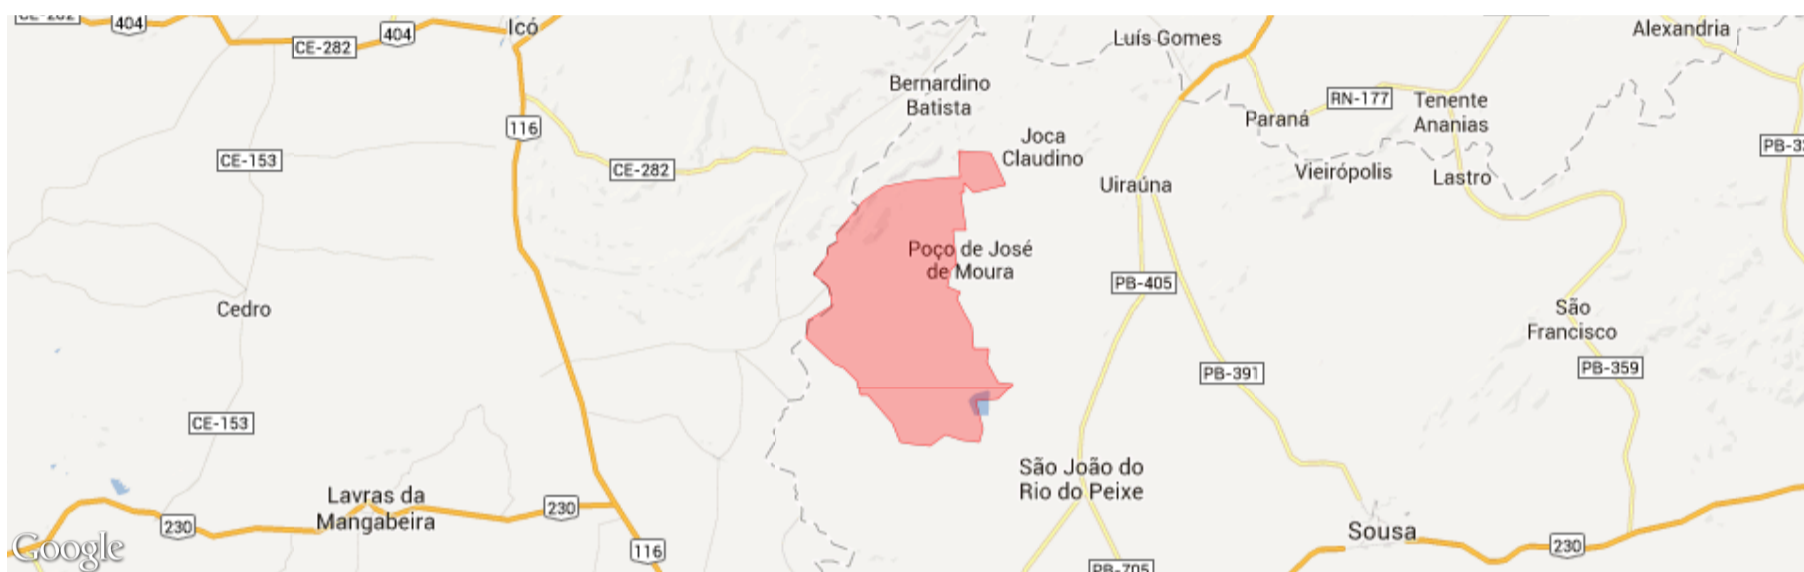 404
Icó
CE-282
404
Luís Gomes
Alexandria
Bernardino
Batista
RN-177
Tenente
Ananias
Paraná
116
Joca
Claudino
CE-153
CE-282
Uiraúna
Vieirópolis
Lastro
Poço de José
de Moura
PB-405
Cedro
São
Francisco
PB-391
PB-359
CE-153
São João do
Rio do Peixe
Lavras da
Mangabeira
230
230
116
Sousa
230
Google
PB-705